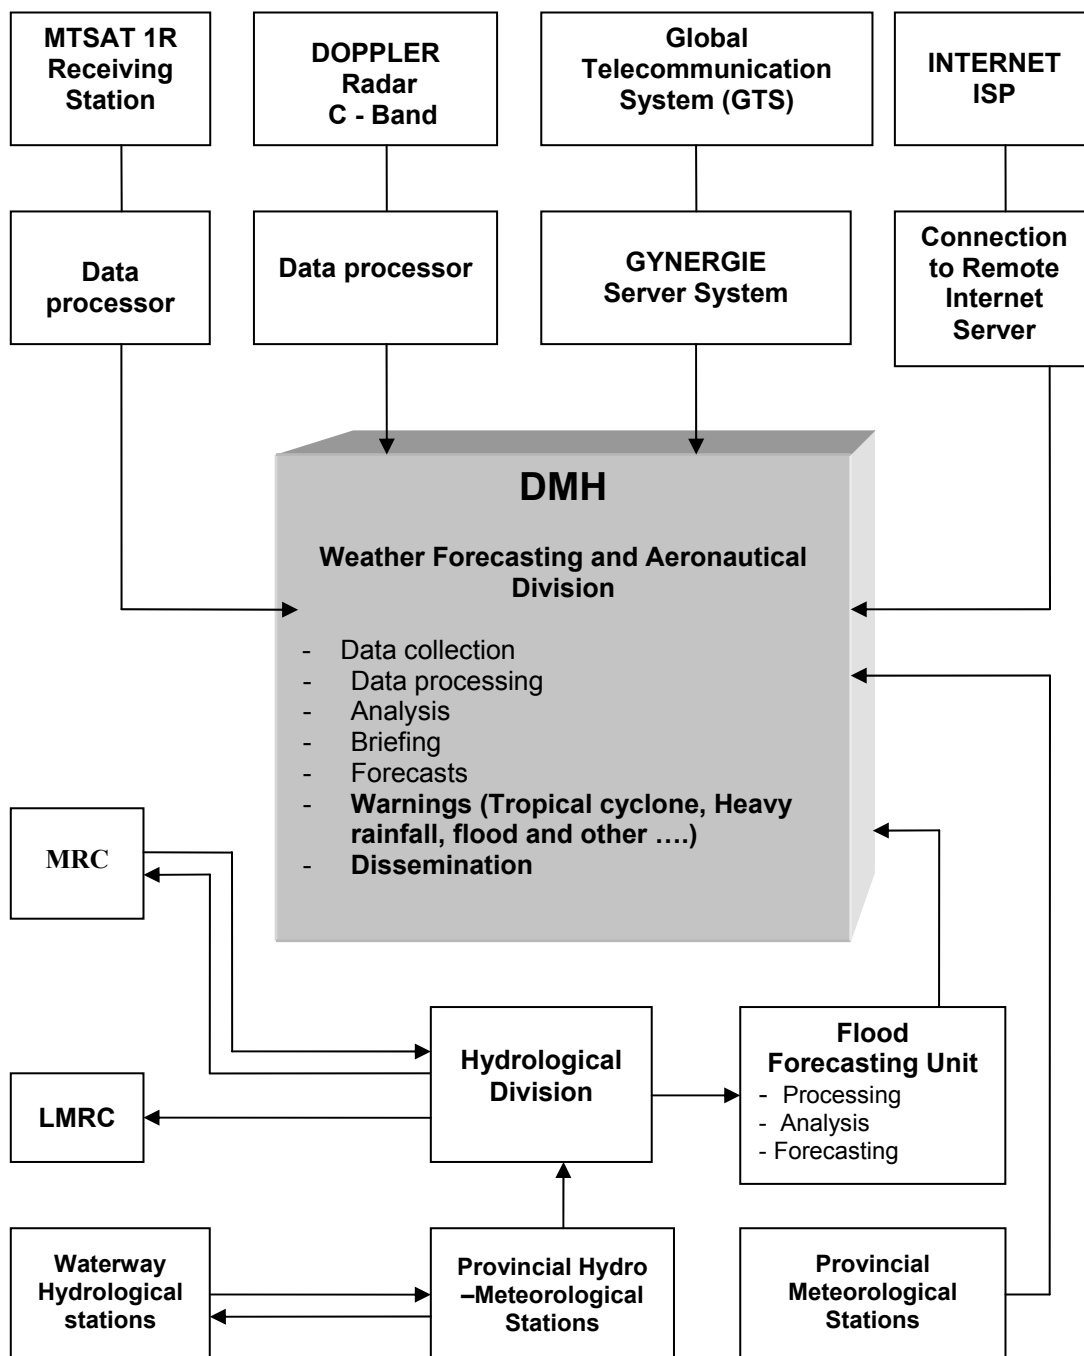 MTSAT 1R
Receiving
Station
DOPPLER
Radar
C - Band
Global
Telecommunication
System (GTS)
INTERNET
ISP
Data
processor
Data processor
GYNERGIE
Server System
Connection
to Remote
Internet
Server
DMH
Weather Forecasting and Aeronautical
Division
- Data collection
- Data processing
- Analysis
- Briefing
- Forecasts
- Warnings (Tropical cyclone, Heavy
rainfall, flood and other ....)
- Dissemination
MRC
Hydrological
Division
Flood
Forecasting Unit
- Processing
- Analysis
- Forecasting
LMRC
Waterway
Hydrological
stations
Provincial Hydro
–Meteorological
Stations
Provincial
Meteorological
Stations